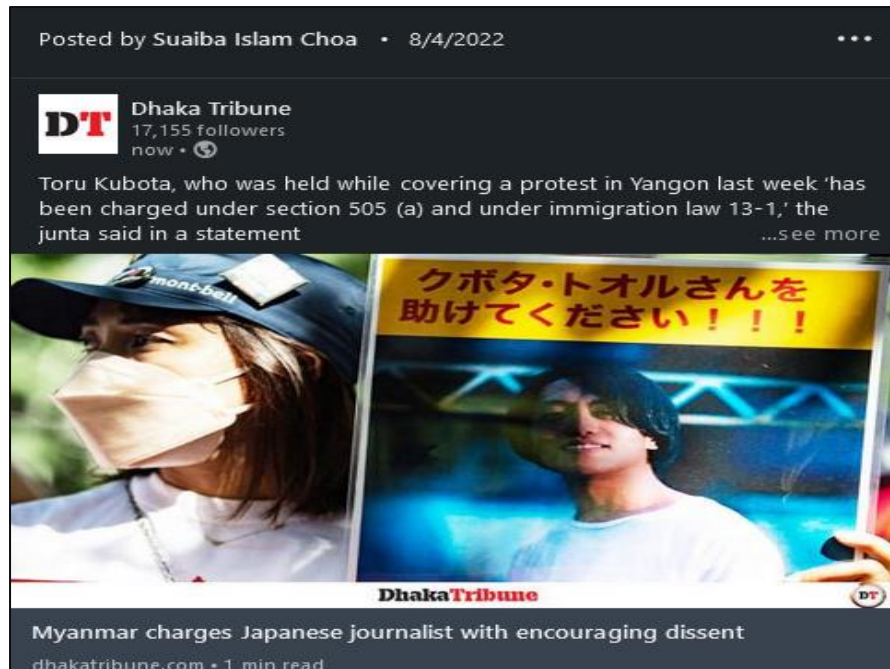 Posted by Suaiba Islam Choa • 8/4/2022
DT
Dhaka Tribune
17,155 followers
now •
Toru Kubota, who was held while covering a protest in Yangon last week ‘has
been charged under section 505 (a) and under immigration law 13-1,’ the
junta said in a statement
...see more
mont-bell
クボタ・トオルさんを
助けてください！！！
DhakaTribune
DT
Myanmar charges Japanese journalist with encouraging dissent
dhakatribune.com • 1 min read